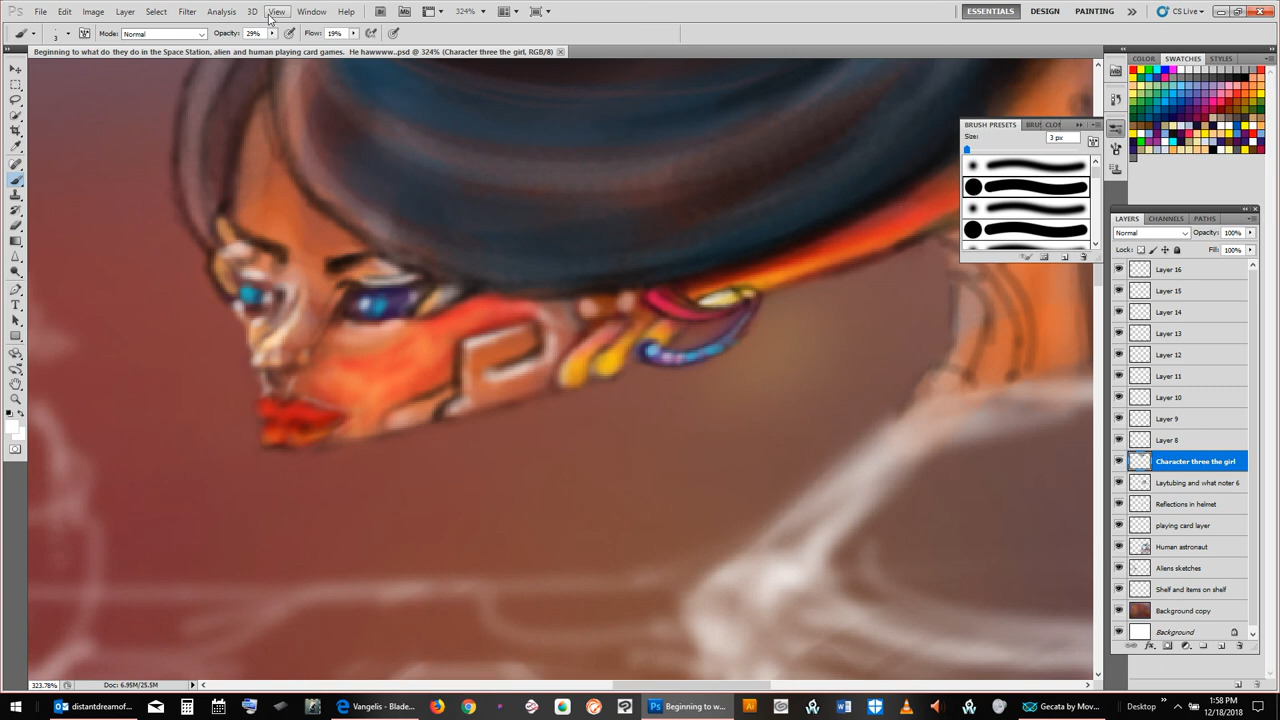 Ps File Edit Image Layer Select Filter Analysis 3D View Window Help Mb 324% ESSENTIALS DESIGN PAINTING >> CS Live
3 Mode: Normal Opacity: 29% Flow: 19%
Beginning to what do they do in the Space Station, alien and human playing card games. He hawwww..psd @ 324% (Character three the girl, RGB/8)
COLOR SWATCHES STYLES
BRUSH PRESETS BRUS CLON
Size: 3 px
LAYERS CHANNELS PATHS
Normal Opacity: 100%
Lock: Fill: 100%
Layer 16
Layer 15
Layer 14
Layer 13
Layer 12
Layer 11
Layer 10
Layer 9
Layer 8
Character three the girl
Laytubing and what noter 6
Reflections in helmet
playing card layer
Human astronaut
Aliens sketches
Shelf and items on shelf
Background copy
Background
323.78% Doc: 6.95M/25.5M
distantdreamof... Vangelis - Blade... Beginning to w... Gecata by Mov... Desktop 1:58 PM
12/18/2018